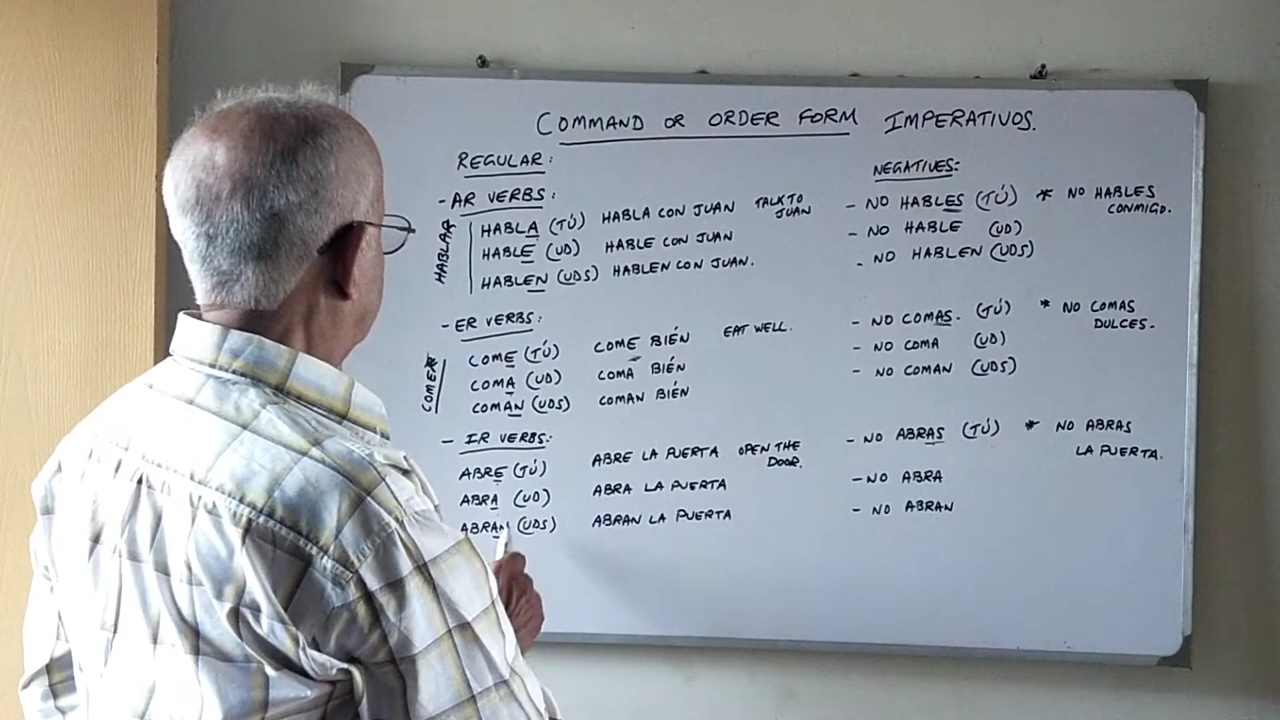 COMMAND OR ORDER FORM IMPERATIVOS.
REGULAR:
- AR VERBS:
HABLAR
HABLA (TÚ) HABLA CON JUAN TALK TO JUAN
HABLE (UD) HABLE CON JUAN
HABLEN (UDS) HABLEN CON JUAN.
- ER VERBS:
COMER
COME (TÚ) COME BIÉN EAT WELL.
COMA (UD) COMA BIÉN
COMAN (UDS) COMAN BIÉN
- IR VERBS:
ABRE (TÚ) ABRE LA PUERTA OPEN THE DOOR.
ABRA (UD) ABRA LA PUERTA
ABRAN (UDS) ABRAN LA PUERTA
NEGATIVES:
- NO HABLES (TÚ) * NO HABLES CONMIGO.
- NO HABLE (UD)
- NO HABLEN (UDS)
- NO COMAS. (TÚ) * NO COMAS DULCES.
- NO COMA (UD)
- NO COMAN (UDS)
- NO ABRAS (TÚ) * NO ABRAS LA PUERTA.
- NO ABRA
- NO ABRAN